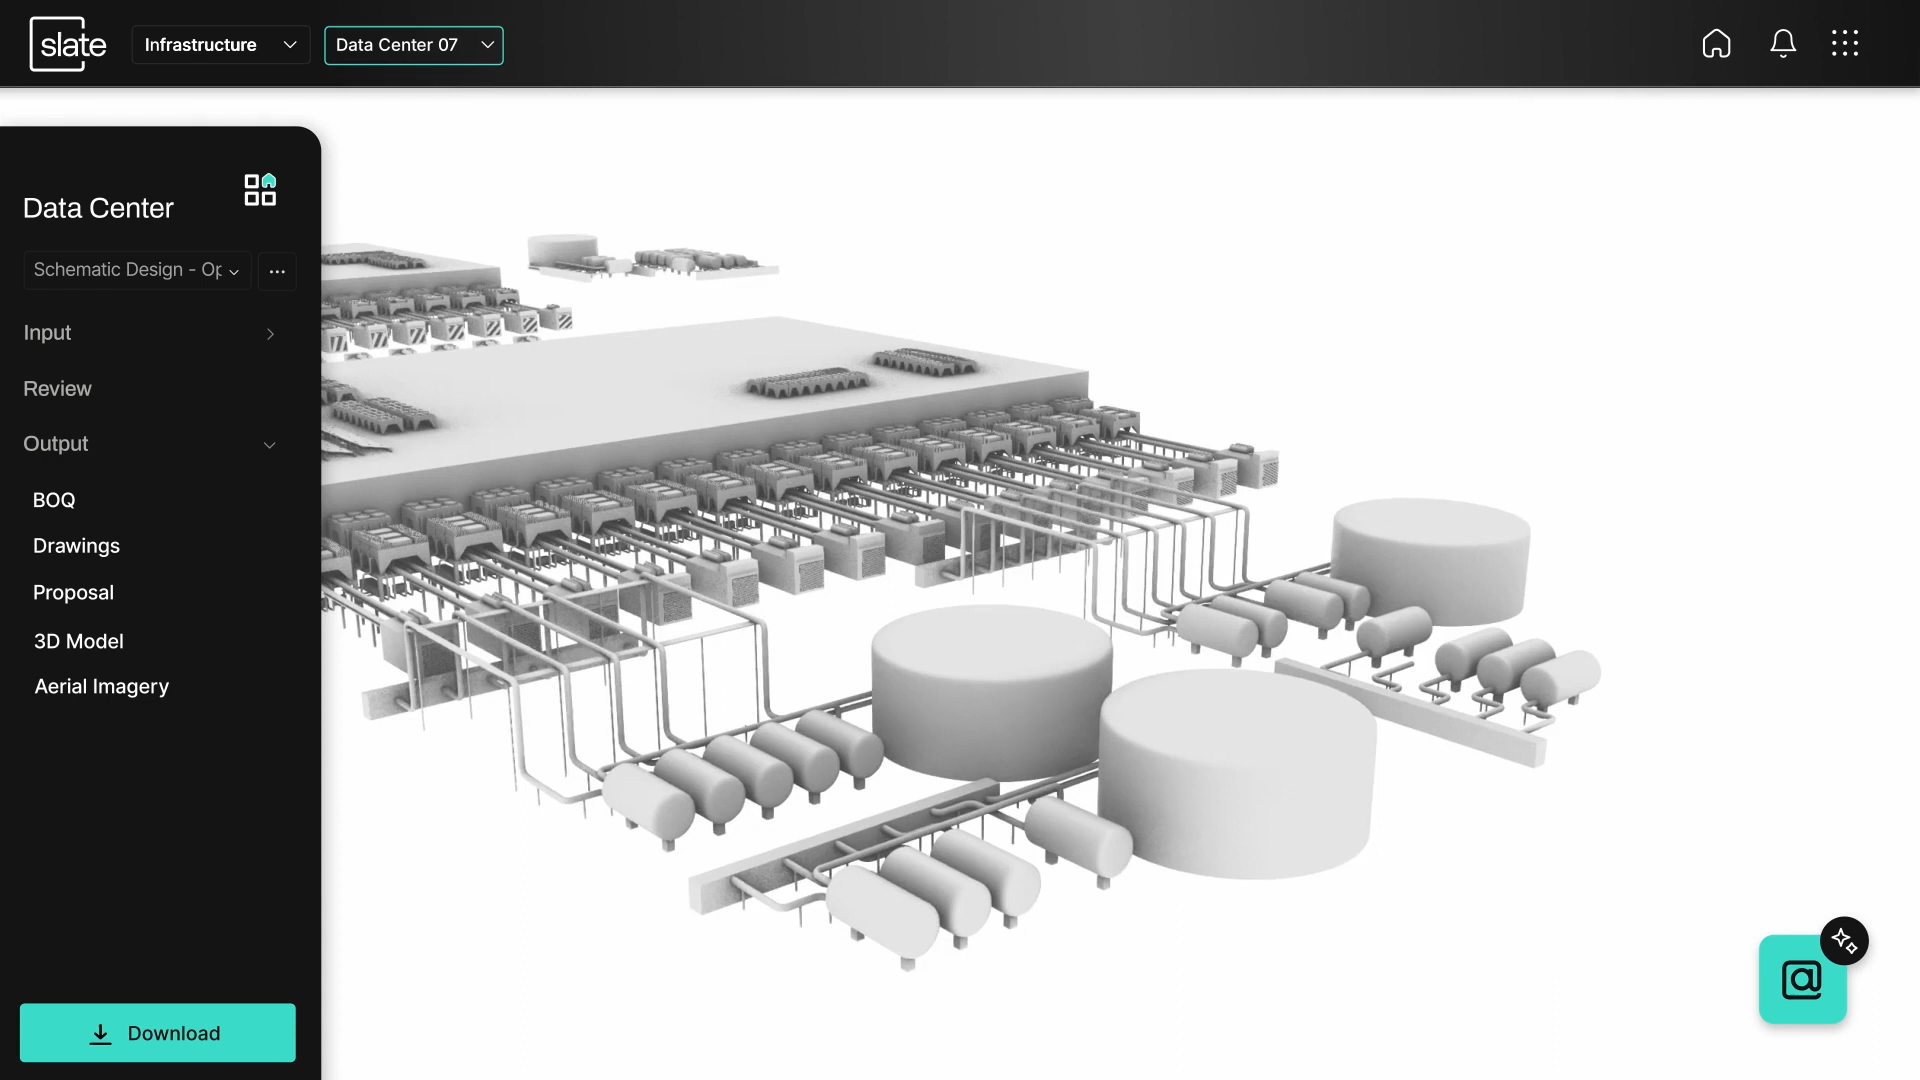 slate
Infrastructure
Data Center 07
Data Center
Schematic Design - Op
Input
Review
Output
BOQ
Drawings
Proposal
3D Model
Aerial Imagery
Download
@